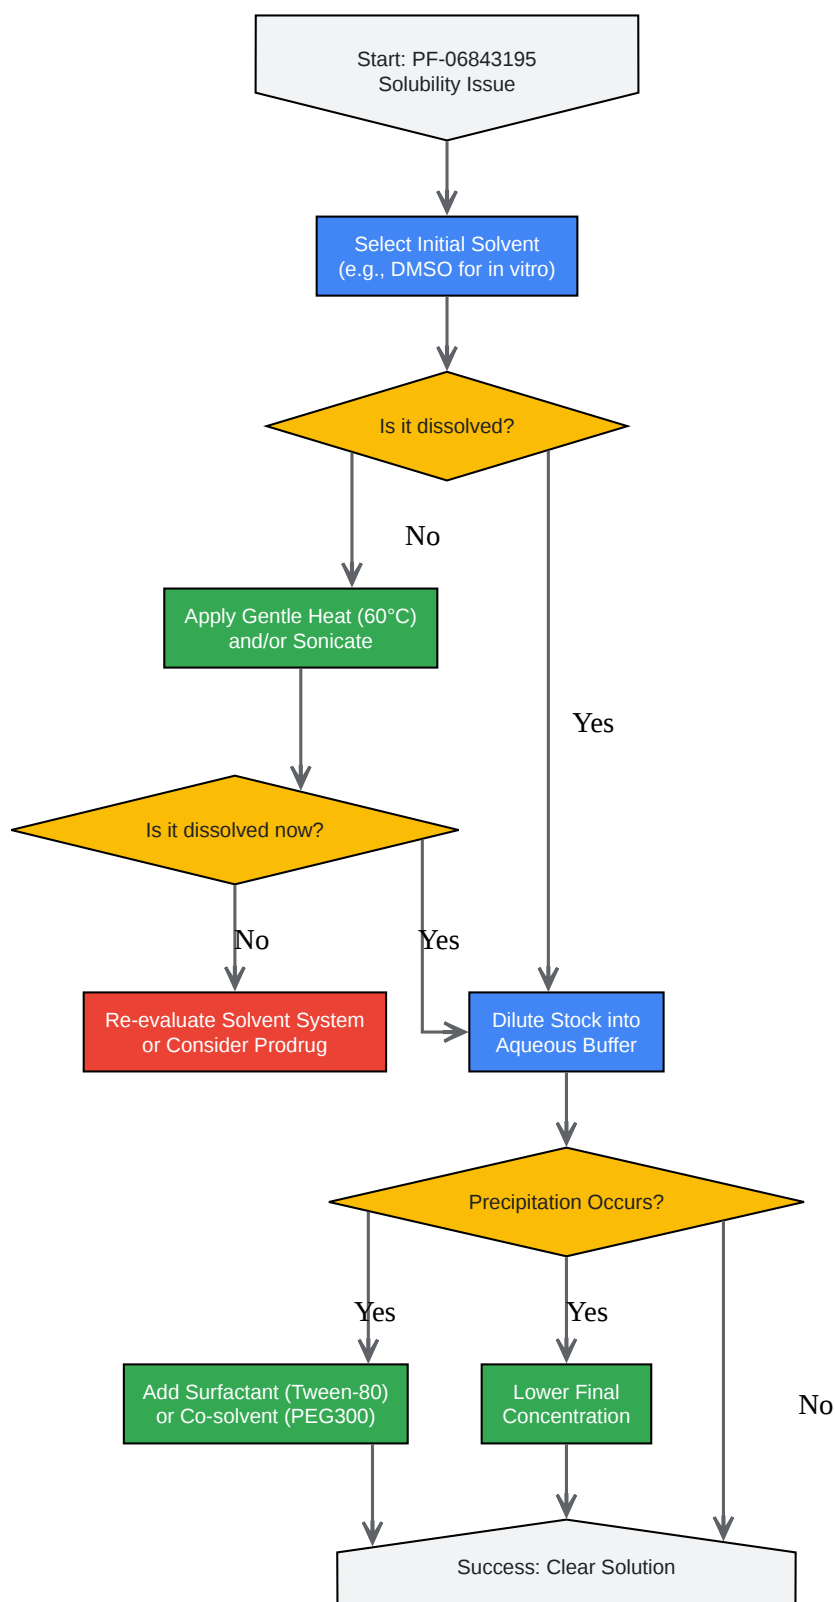 Start: PF-06843195
Solubility Issue
Select Initial Solvent
(e.g., DMSO for in vitro)
Is it dissolved?
No
Apply Gentle Heat (60°C)
and/or Sonicate
Yes
Is it dissolved now?
No
Yes
Re-evaluate Solvent System
or Consider Prodrug
Dilute Stock into
Aqueous Buffer
Precipitation Occurs?
Yes
Yes
Add Surfactant (Tween-80)
or Co-solvent (PEG300)
Lower Final
Concentration
No
Success: Clear Solution